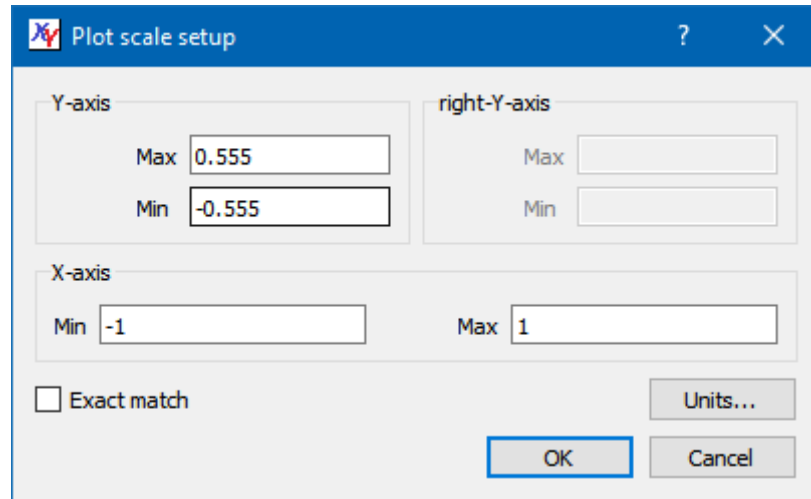 XY Plot scale setup ? ×
Y-axis
Max 0.555
Min -0.555
right-Y-axis
Max
Min
X-axis
Min -1 Max 1
Exact match
Units...
OK Cancel